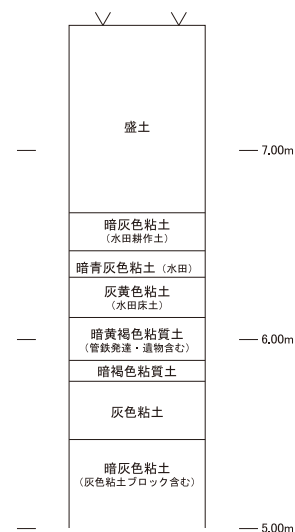 盛土
7.00m
暗灰色粘土
（水田耕作土）
暗青灰色粘土（水田）
灰黄色粘土
（水田床土）
暗黄褐色粘質土
（管鉄発達・遺物含む）
6.00m
暗褐色粘質土
灰色粘土
暗灰色粘土
（灰色粘土ブロック含む）
5.00m